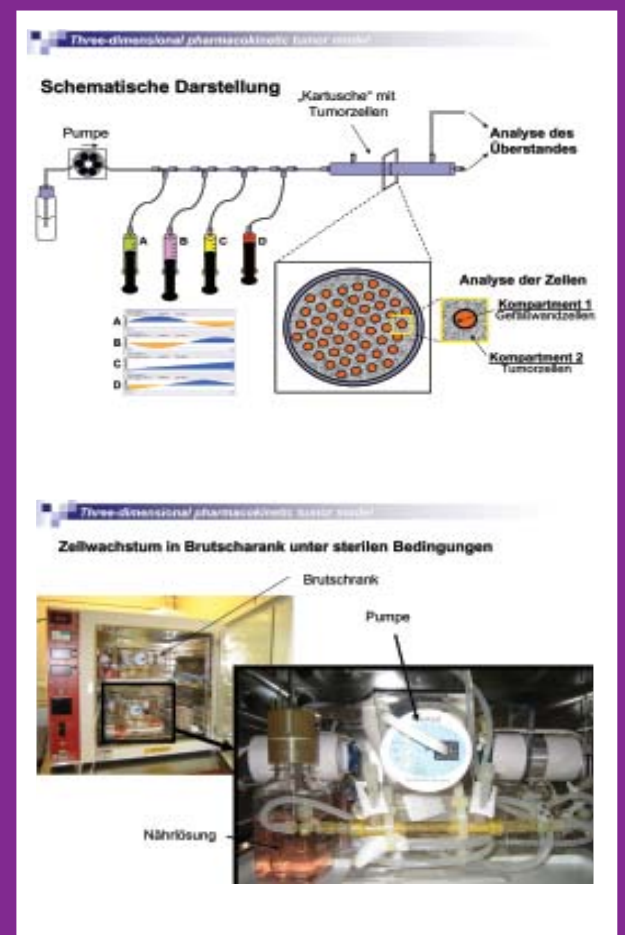 Three-dimensional pharmacokinetic tumor model
Schematische Darstellung
„Kartusche“ mit
Tumorzellen
Pumpe
Analyse des
Überstandes
A
B
C
D
Analyse der Zellen
Kompartment 1
Gefäßwandzellen
Kompartment 2
Tumorzellen
A
B
C
D
Three-dimensional pharmacokinetic tumor model
Zellwachstum in Brutscharank unter sterilen Bedingungen
Brutschrank
Pumpe
Nährlösung